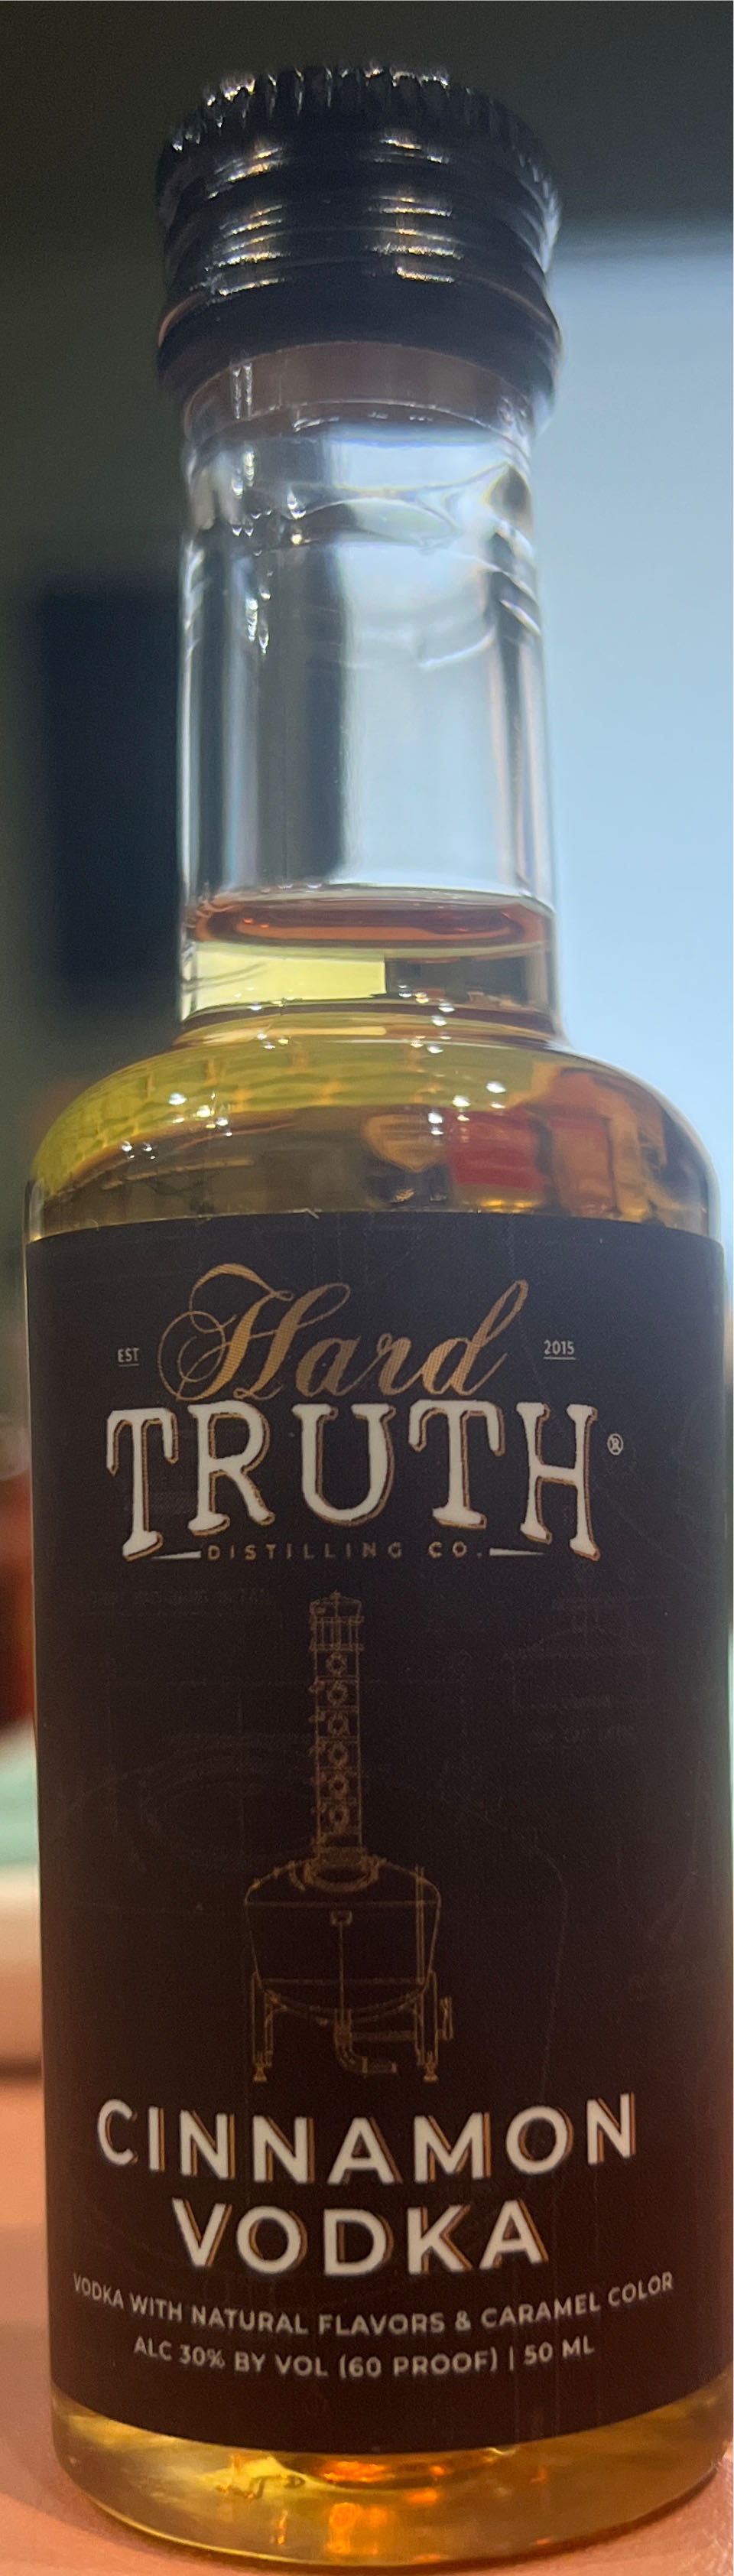 Hard
EST 2015
TRUTH®
DISTILLING CO.
CINNAMON
VODKA
VODKA WITH NATURAL FLAVORS & CARAMEL COLOR
ALC 30% BY VOL (60 PROOF) | 50 ML